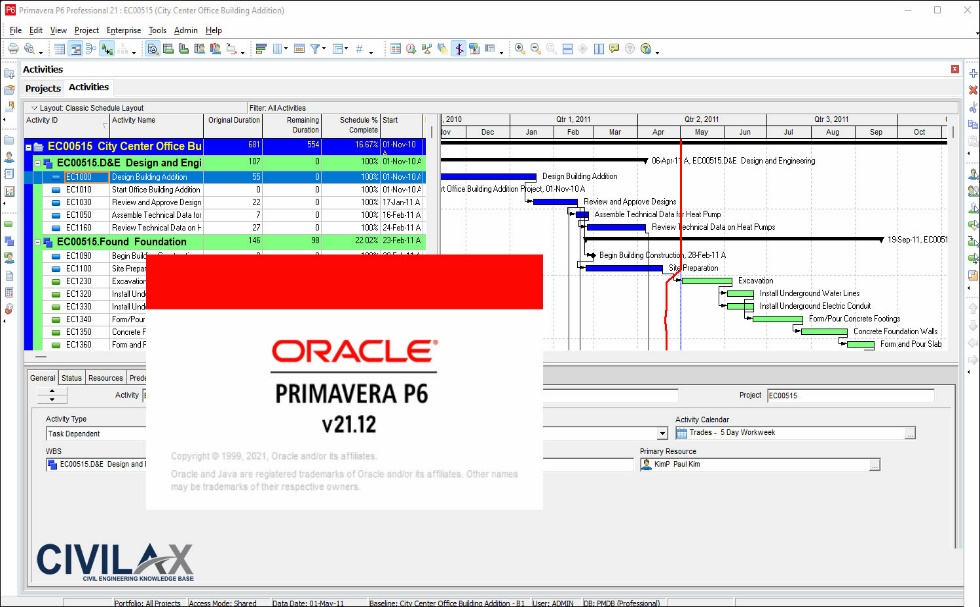 Primavera P6 Professional 21 : EC00515 (City Center Office Building Addition)
File Edit View Project Enterprise Tools Admin Help
Activities
Projects Activities
Layout: Classic Schedule Layout Filter: All Activities
Activity ID Activity Name Original Duration Remaining Duration Schedule % Complete Start
, 2010 Qtr 1, 2011 Qtr 2, 2011 Qtr 3, 2011
ov Dec Jan Feb Mar Apr May Jun Jul Aug Sep Oct
EC00515 City Center Office Bu 681 554 16.67% 01-Nov-10 A
EC00515.D&E Design and Engi 107 0 100% 01-Nov-10 A 06-Apr-11 A, EC00515.D&E Design and Engineering
EC1000 Design Building Addition 55 0 100% 01-Nov-10 A Design Building Addition
EC1010 Start Office Building Addition 0 0 100% 01-Nov-10 A rt Office Building Addition Project, 01-Nov-10 A
EC1030 Review and Approve Design 22 0 100% 17-Jan-11 A Review and Approve Designs
EC1050 Assemble Technical Data for 7 0 100% 16-Feb-11 A Assemble Technical Data for Heat Pump
EC1160 Review Technical Data on H 27 0 100% 24-Feb-11 A Review Technical Data on Heat Pumps
EC00515.Found Foundation 146 98 22.02% 23-Feb-11 A 19-Sep-11, EC0051
EC1090 Begin Buil Begin Building Construction, 28-Feb-11 A
EC1100 Site Prepar Site Preparation
EC1230 Excavation Excavation
EC1320 Install Und Install Underground Water Lines
EC1330 Install Und Install Underground Electric Conduit
EC1340 Form/Pour Form/Pour Concrete Footings
EC1350 Concrete F Concrete Foundation Walls
EC1360 Form and F Form and Pour Slab
ORACLE®
PRIMAVERA P6
v21.12
Copyright © 1999, 2021, Oracle and/or its affiliates.
Oracle and Java are registered trademarks of Oracle and/or its affiliates. Other names
may be trademarks of their respective owners.
General Status Resources Prede
Activity Project EC00515
Activity Type Activity Calendar
Task Dependent Trades - 5 Day Workweek
WBS Primary Resource
EC00515.D&E Design and KimP Paul Kim
CIVILAX
CIVIL ENGINEERING KNOWLEDGE BASE
Portfolio: All Projects Access Mode: Shared Data Date: 01-May-11 Baseline: City Center Office Building Addition - B1 User: ADMIN DB: PMDB (Professional)